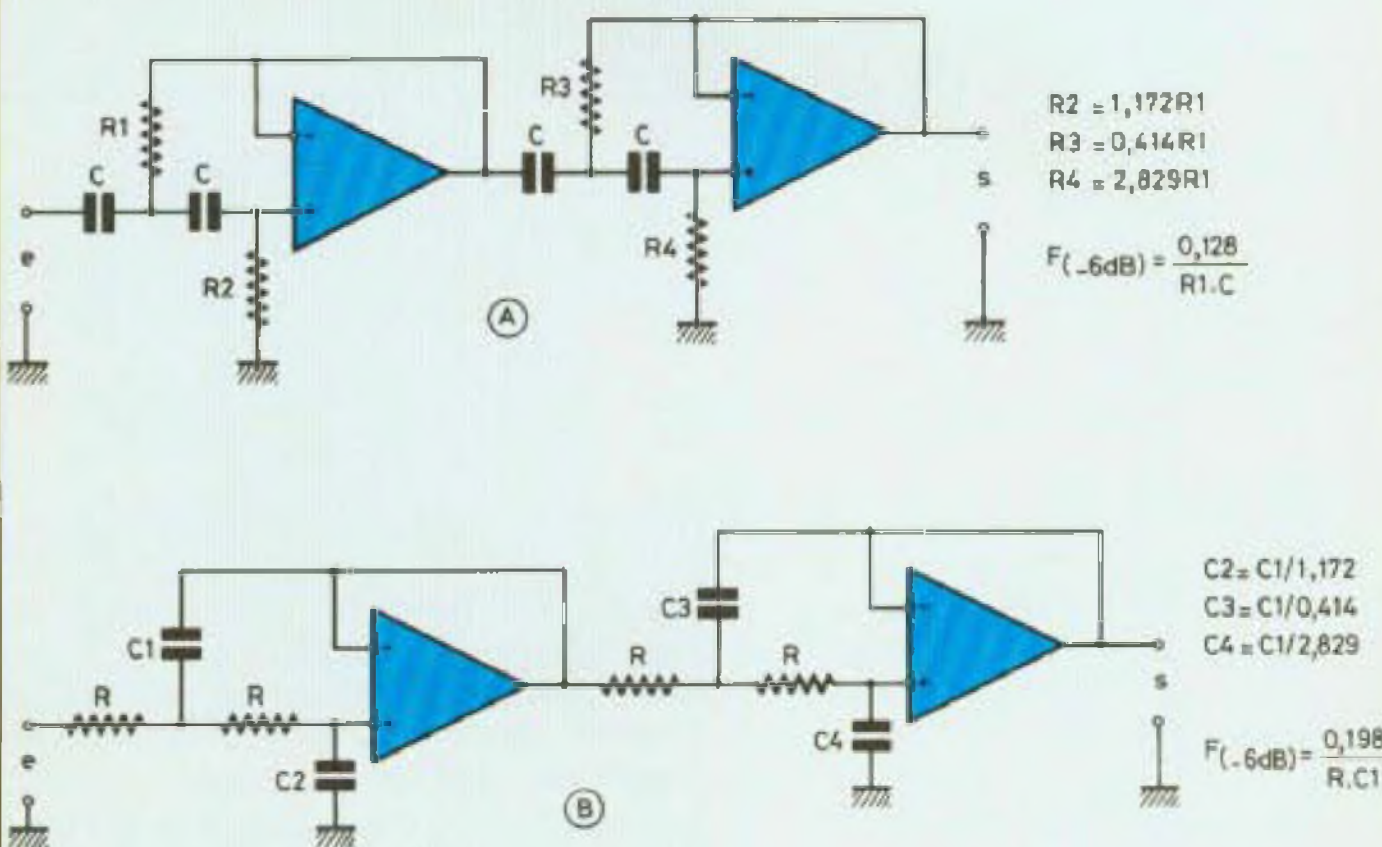 R1
C
C
e
R2
-
+
R3
C
C
R4
-
+
s
A
R2 = 1,172R1
R3 = 0,414R1
R4 = 2,829R1
F(-6dB) = 0,128
R1.C
C1
R
R
e
C2
-
+
C3
R
R
C4
-
+
s
B
C2 = C1/1,172
C3 = C1/0,414
C4 = C1/2,829
F(-6dB) = 0,198
R.C1